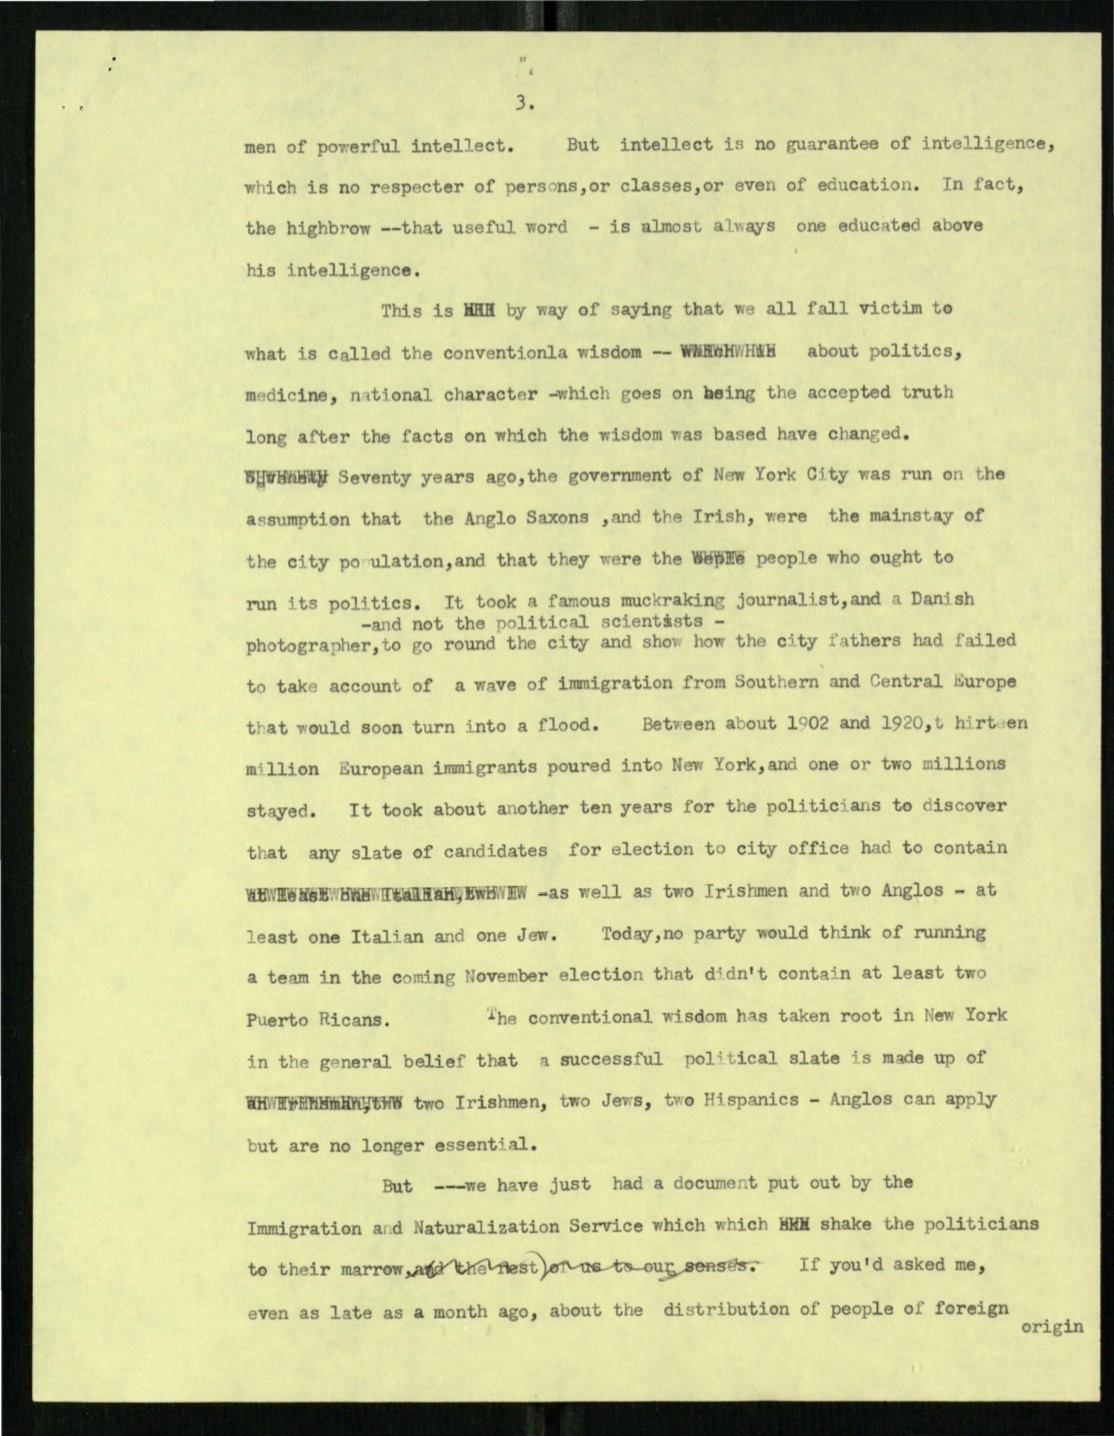 3.
men of powerful intellect. But intellect is no guarantee of intelligence,
which is no respecter of persons,or classes,or even of education. In fact,
the highbrow --that useful word - is almost always one educated above
his intelligence.
This is by way of saying that we all fall victim to
what is called the conventionla wisdom -- about politics,
medicine, national character -which goes on being the accepted truth
long after the facts on which the wisdom was based have changed.
Seventy years ago,the government of New York City was run on the
assumption that the Anglo Saxons ,and the Irish, were the mainstay of
the city po ulation,and that they were the people who ought to
run its politics. It took a famous muckraking journalist,and a Danish
-and not the political scientists -
photographer,to go round the city and show how the city fathers had failed
to take account of a wave of immigration from Southern and Central Europe
that would soon turn into a flood. Between about 1902 and 1920,t hirteen
million European immigrants poured into New York,and one or two millions
stayed. It took about another ten years for the politicians to discover
that any slate of candidates for election to city office had to contain
at least one Italian, -as well as two Irishmen and two Anglos - at
least one Italian and one Jew. Today,no party would think of running
a team in the coming November election that didn't contain at least two
Puerto Ricans. The conventional wisdom has taken root in New York
in the general belief that a successful political slate is made up of
two Irishmen, two Jews, two Hispanics - Anglos can apply
but are no longer essential.
But ---we have just had a document put out by the
Immigration and Naturalization Service which which shake the politicians
to their marrow,and the rest of us to our senses. If you'd asked me,
even as late as a month ago, about the distribution of people of foreign
origin